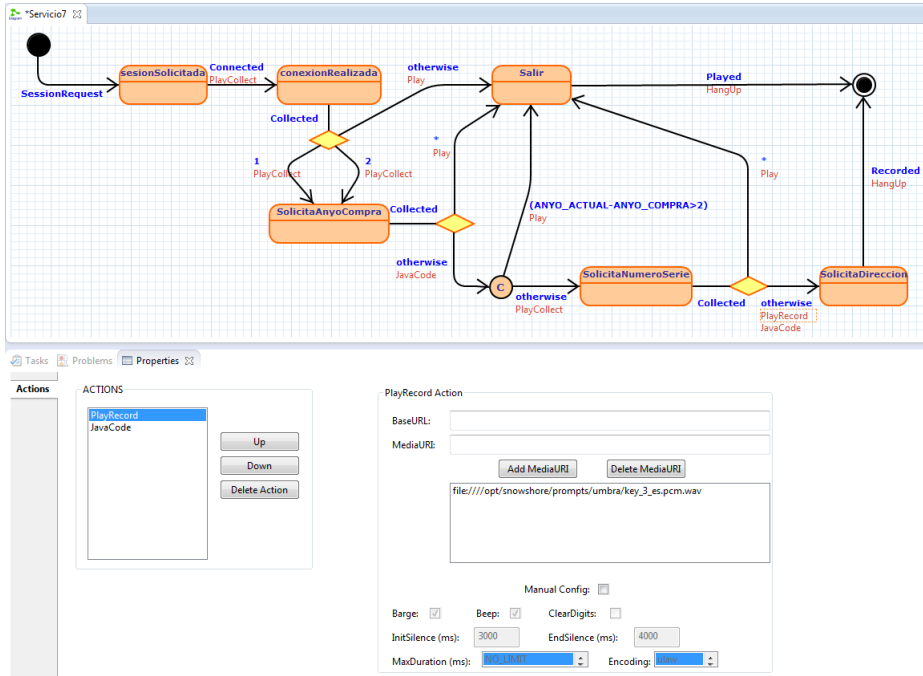 *Servicio7
sesionSolicitada
Connected
PlayCollect
conexionRealizada
otherwise
Play
Salir
Played
HangUp
SessionRequest
Collected
*
Play
*
Play
1
PlayCollect
2
PlayCollect
Recorded
HangUp
SolicitaAnyoCompra
Collected
(ANYO_ACTUAL-ANYO_COMPRA>2)
Play
otherwise
JavaCode
C
otherwise
PlayCollect
SolicitaNumeroSerie
Collected
otherwise
PlayRecord
JavaCode
SolicitaDireccion
Tasks
Problems
Properties
Actions
ACTIONS
PlayRecord
JavaCode
Up
Down
Delete Action
PlayRecord Action
BaseURL:
MediaURI:
Add MediaURI
Delete MediaURI
file:////opt/snowshore/prompts/umbra/key_3_es.pcm.wav
Manual Config:
Barge:
Beep:
ClearDigits:
InitSilence (ms):
3000
EndSilence (ms):
4000
MaxDuration (ms):
NO_LIMIT
Encoding:
ulaw